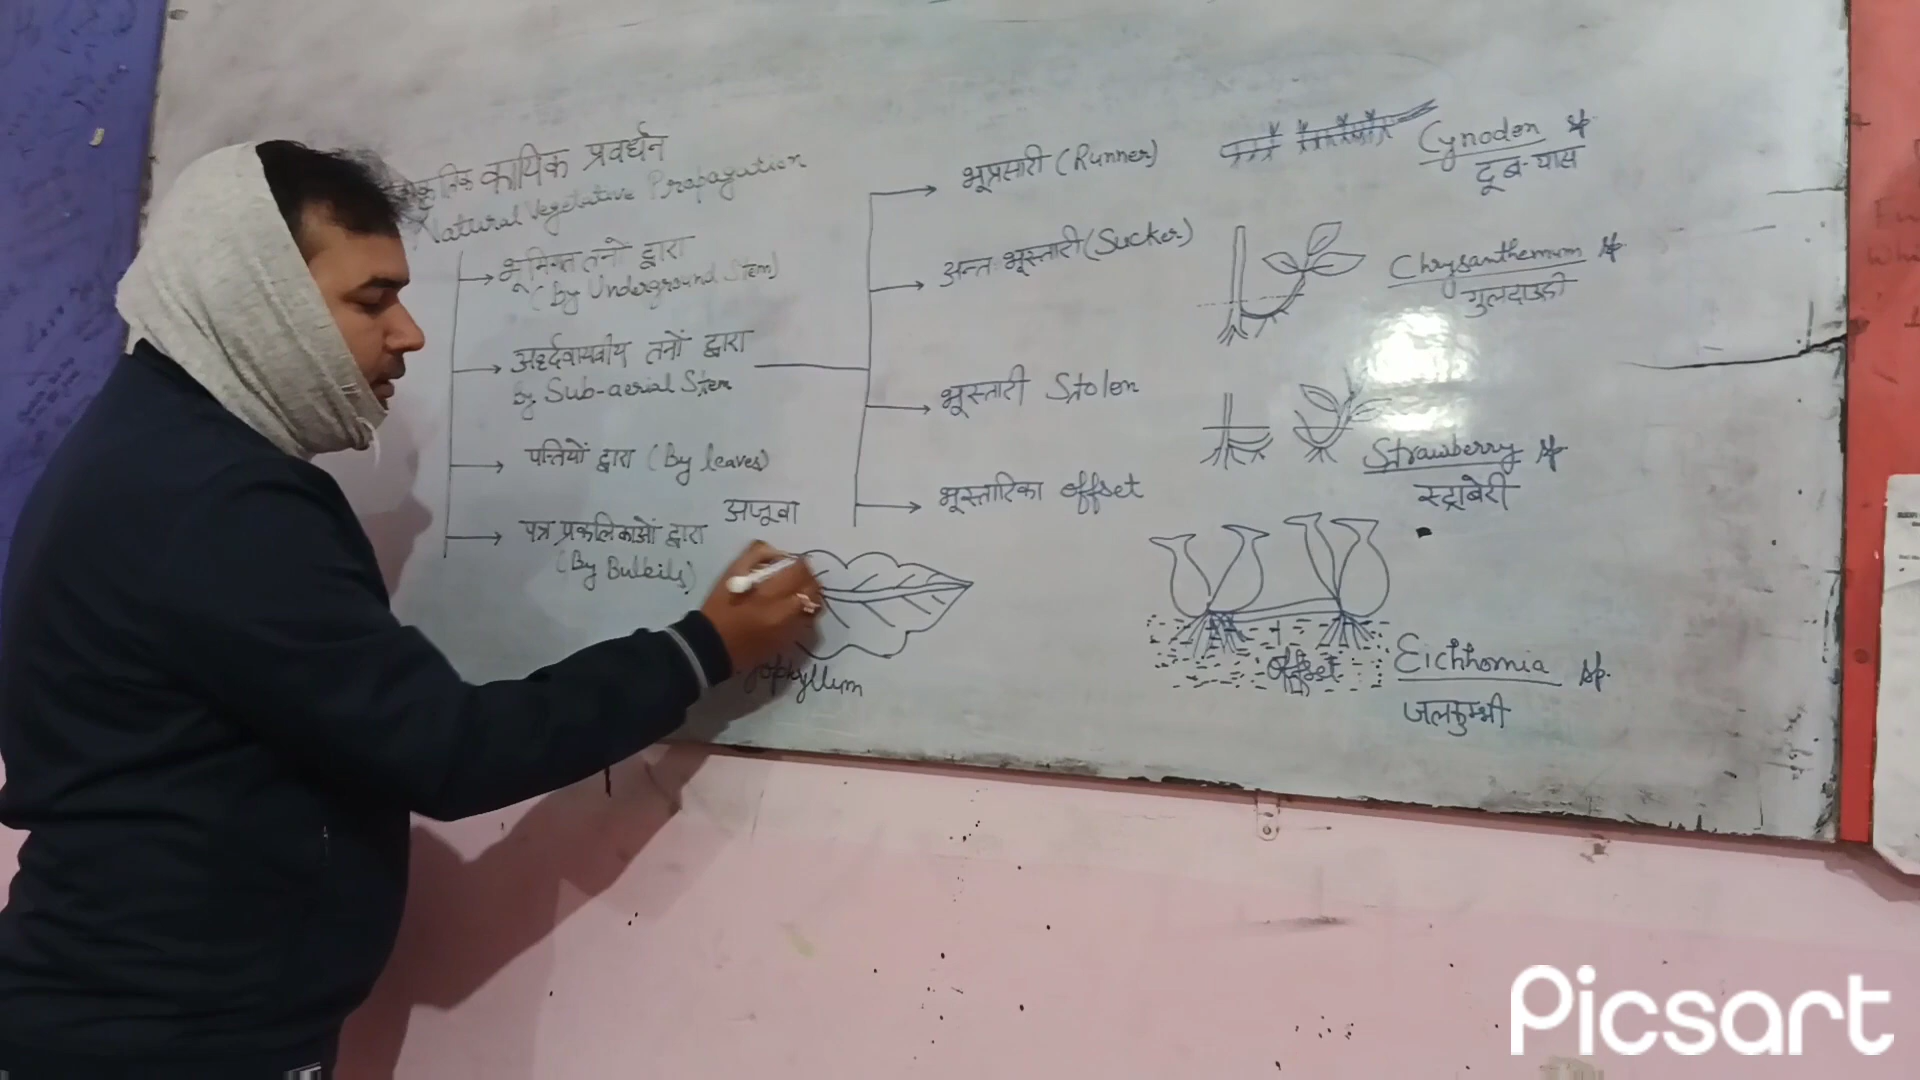 कायिक प्रवर्धन
Natural Vegetative Propagation
भूमिगत तनो द्वारा
(By Underground Stem)
अर्द्दवायवीय तनों द्वारा
By Sub-aerial Stem
पत्तियों द्वारा (By leaves)
पत्र प्रकलिकाओं द्वारा
(By Bulbils)
अजूवा
yophyllum
भूप्रसारी (Runner)
अन्तः भूस्तारी (Sucker)
भूस्तारी Stolen
भूस्तारिका offset
Cynoden sp
दूब-घास
Chrysanthemum sp
गुलदाउदी
Strawberry sp
स्ट्राबेरी
offset
Eichhornia sp.
जलकुम्भी
Picsart